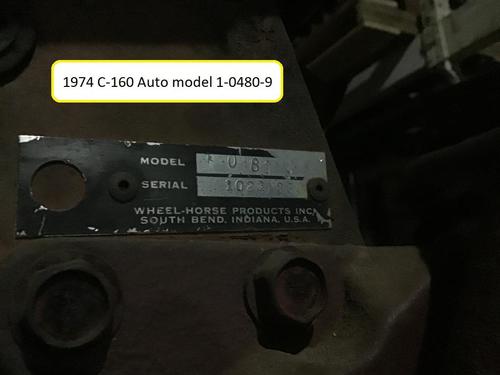 1974 C-160 Auto model 1-0480-9
MODEL
SERIAL
WHEEL-HORSE PRODUCTS INC.
SOUTH BEND, INDIANA, U.S.A.